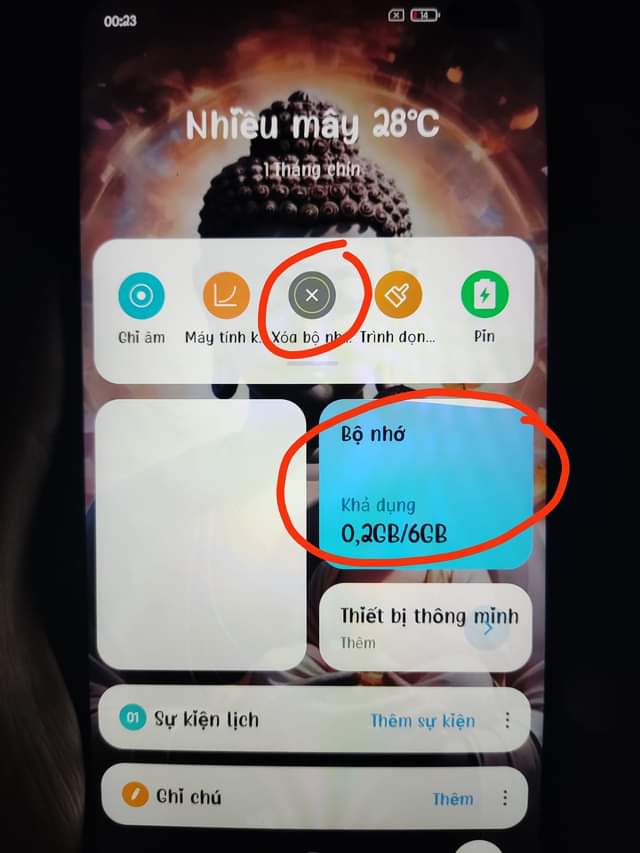 00:23
14
Nhiều mây 28°C
1 Tháng chín
Ghi âm
Máy tính k...
Xóa bộ nh...
Trình dọn...
Pin
Bộ nhớ
Khả dụng
0,2GB/6GB
Thiết bị thông minh
Thêm
01
Sự kiện lịch
Thêm sự kiện
Ghi chú
Thêm